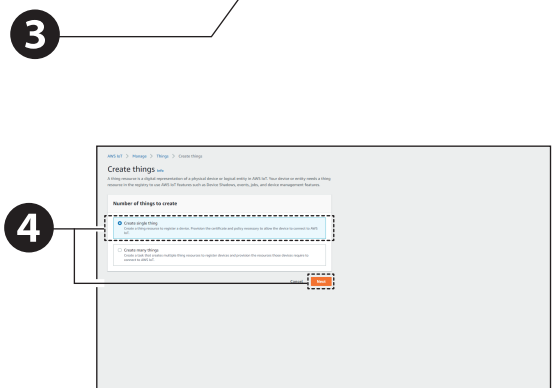 3
AWS IoT > Manage > Things > Create things
Create things Info
A thing resource is a digital representation of a physical device or logical entity in AWS IoT. Your device or entity needs a thing
resource in the registry to use AWS IoT features such as Device Shadows, events, jobs, and device management features.
Number of things to create
4
Create single thing
Create a thing resource to register a device. Provision the certificate and policy necessary to allow the device to connect to AWS
IoT.
Create many things
Create a task that creates multiple thing resources to register devices and provision the resources those devices require to
connect to AWS IoT.
Cancel Next